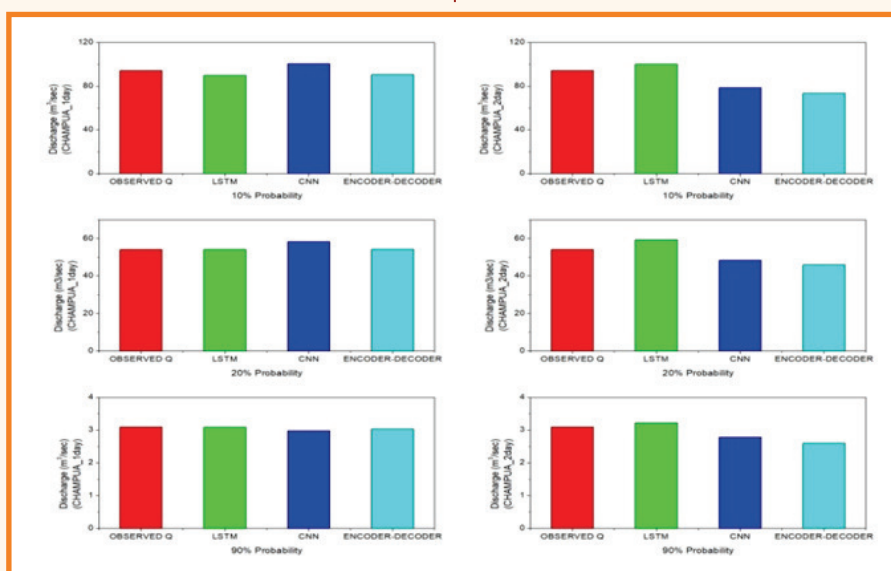 120
80
40
0
Discharge (m³/sec)
(CHAMPUA_1day)
OBSERVED Q LSTM CNN ENCODER-DECODER
10% Probability
120
80
40
0
Discharge (m³/sec)
(CHAMPUA_2day)
OBSERVED Q LSTM CNN ENCODER-DECODER
10% Probability
60
40
20
0
Discharge (m3/sec)
(CHAMPUA_1day)
OBSERVED Q LSTM CNN ENCODER-DECODER
20% Probability
60
40
20
0
Discharge (m3/sec)
(CHAMPUA_2day)
OBSERVED Q LSTM CNN ENCODER-DECODER
20% Probability
4
3
2
1
0
Discharge (m³/sec)
(CHAMPUA_1day)
OBSERVED Q LSTM CNN ENCODER-DECODER
90% Probability
4
3
2
1
0
Discharge (m³/sec)
(CHAMPUA_2day)
OBSERVED Q LSTM CNN ENCODER-DECODER
90% Probability